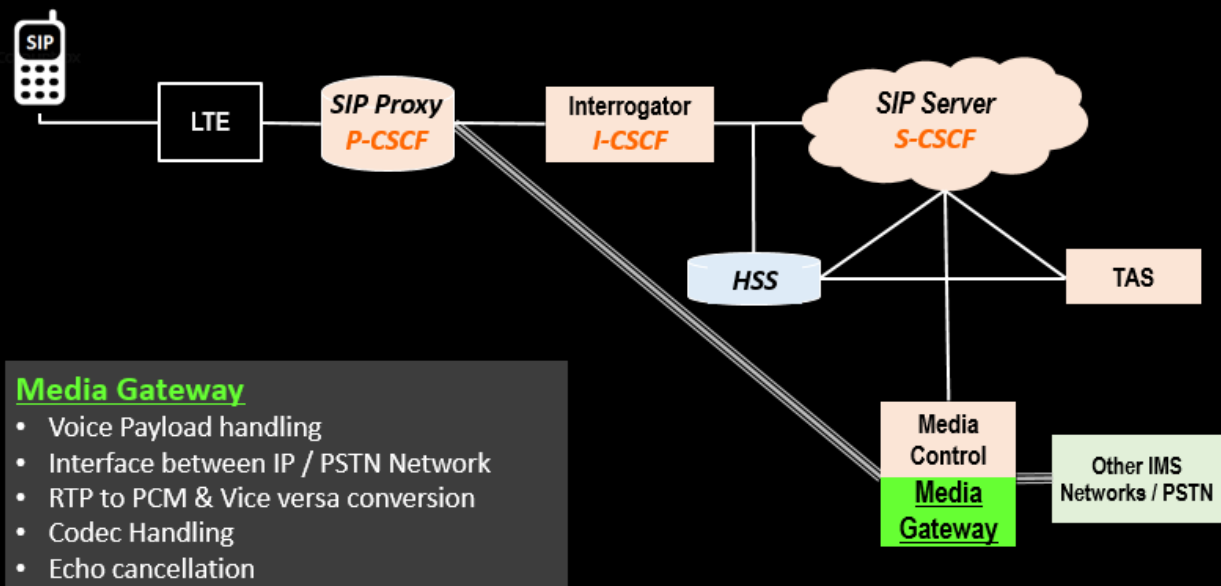 SIP
LTE
SIP Proxy
P-CSCF
Interrogator
I-CSCF
SIP Server
S-CSCF
HSS
TAS
Media Gateway
• Voice Payload handling
• Interface between IP / PSTN Network
• RTP to PCM & Vice versa conversion
• Codec Handling
• Echo cancellation
Media
Control
Media
Gateway
Other IMS
Networks / PSTN